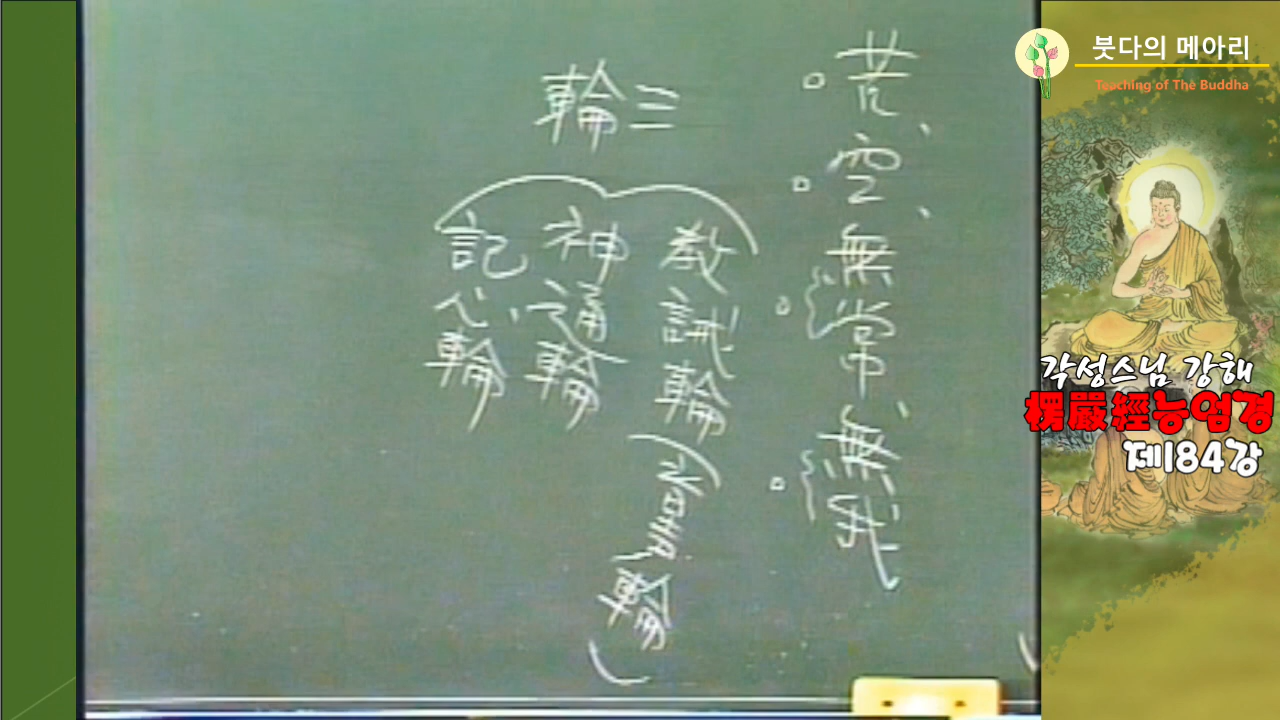 붓다의 메아리
Teaching of The Buddha
각성스님 강해
楞嚴經능엄경
제184강
苦、空、無常、無我
三輪
教誡輪
輪)
神通輪
記心輪